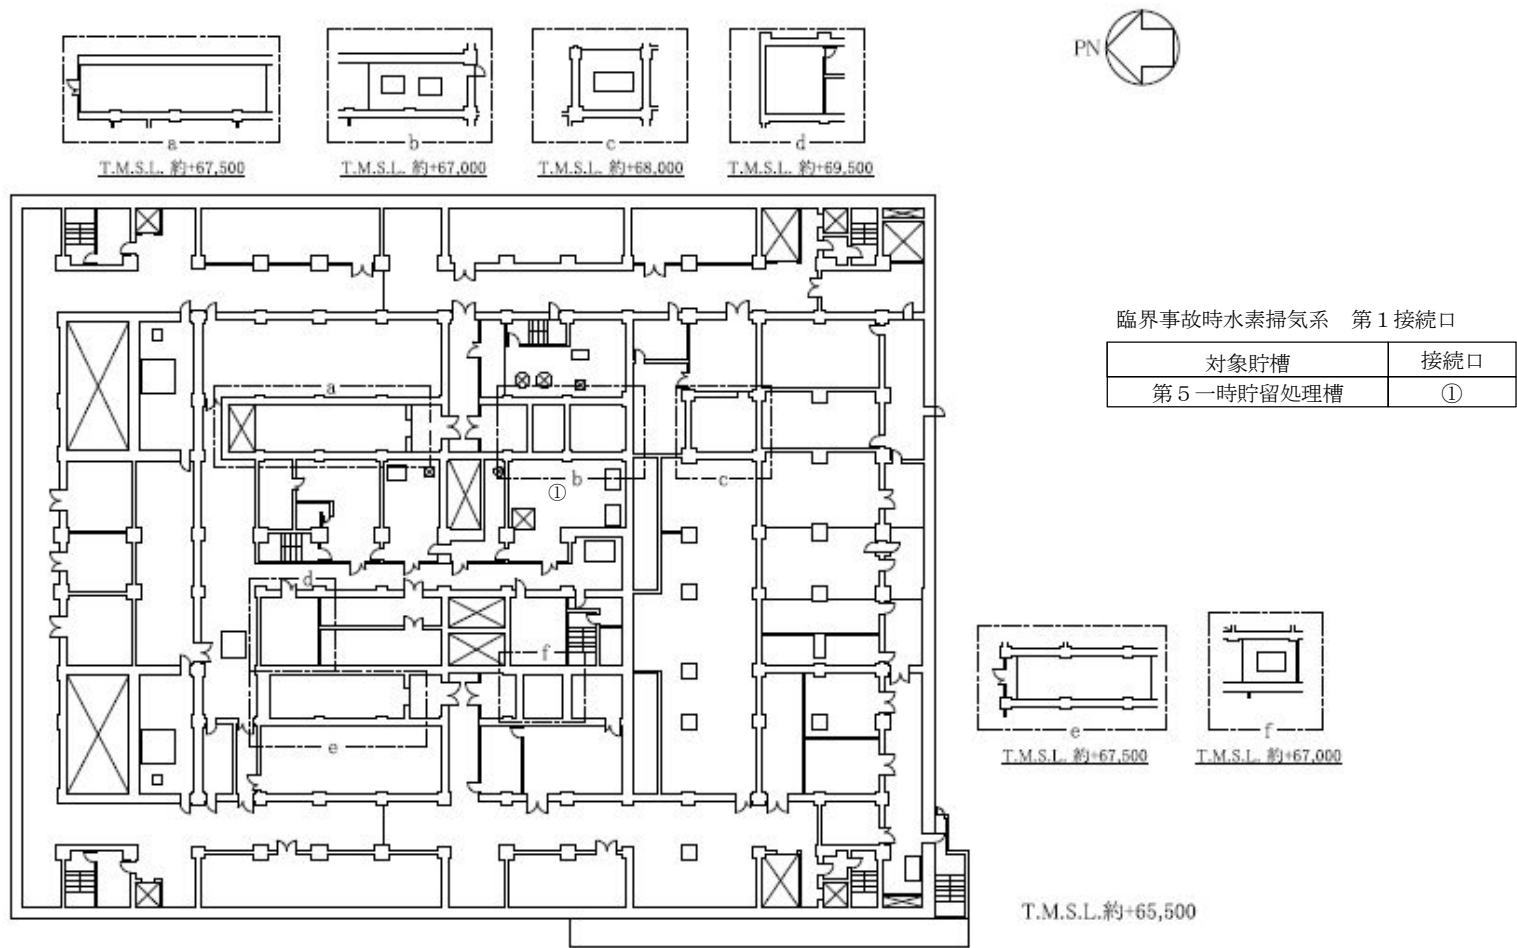 PN
a
T.M.S.L. 約+67,500
b
T.M.S.L. 約+67,000
c
T.M.S.L. 約+68,000
d
T.M.S.L. 約+69,500
臨界事故時水素掃気系 第1接続口
対象貯槽 接続口
第5一時貯留処理槽 ①
a
b
c
①
d
f
e
e
T.M.S.L. 約+67,500
f
T.M.S.L. 約+67,000
T.M.S.L.約+65,500